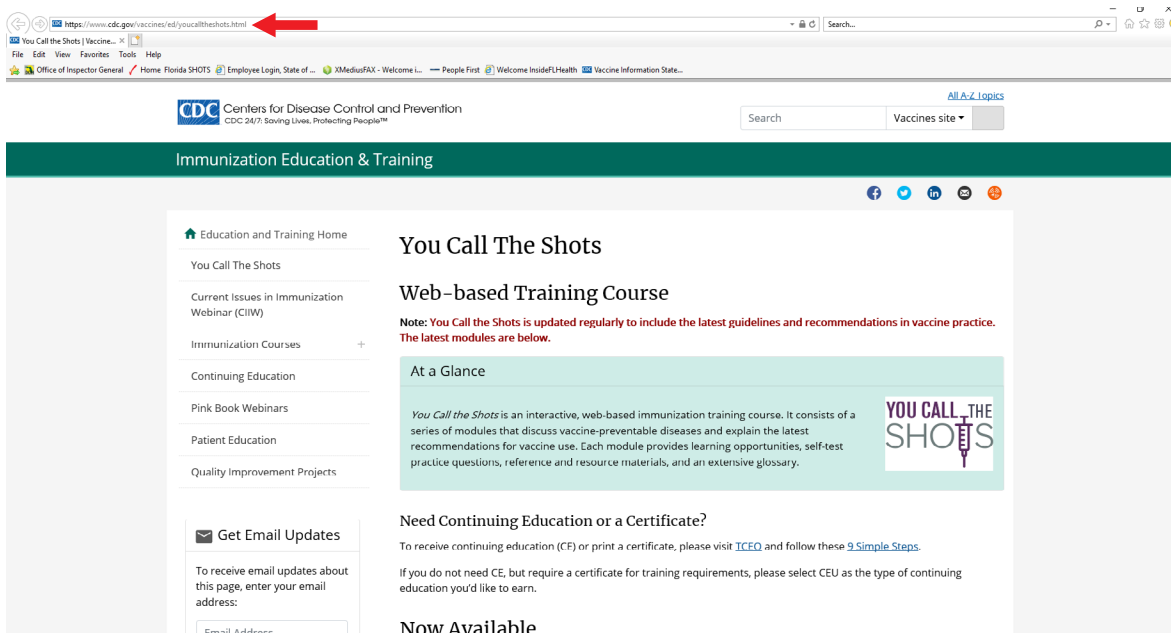 https://www.cdc.gov/vaccines/ed/youcalltheshots.html
Search...
You Call the Shots | Vaccine...
File Edit View Favorites Tools Help
Office of Inspector General Home Florida SHOTS Employee Login, State of ... XMediusFAX - Welcome i... People First Welcome InsideFLHealth Vaccine Information State...
All A-Z Topics
CDC Centers for Disease Control and Prevention
CDC 24/7: Saving Lives, Protecting People™
Search Vaccines site
Immunization Education & Training
Education and Training Home
You Call The Shots
Current Issues in Immunization
Webinar (CIIW)
Immunization Courses +
Continuing Education
Pink Book Webinars
Patient Education
Quality Improvement Projects
Get Email Updates
To receive email updates about
this page, enter your email
address:
Email Address
You Call The Shots
Web-based Training Course
Note: You Call the Shots is updated regularly to include the latest guidelines and recommendations in vaccine practice.
The latest modules are below.
At a Glance
You Call the Shots is an interactive, web-based immunization training course. It consists of a
series of modules that discuss vaccine-preventable diseases and explain the latest
recommendations for vaccine use. Each module provides learning opportunities, self-test
practice questions, reference and resource materials, and an extensive glossary.
YOU CALL THE
SHOTS
Need Continuing Education or a Certificate?
To receive continuing education (CE) or print a certificate, please visit TCEO and follow these 9 Simple Steps.
If you do not need CE, but require a certificate for training requirements, please select CEU as the type of continuing
education you'd like to earn.
Now Available